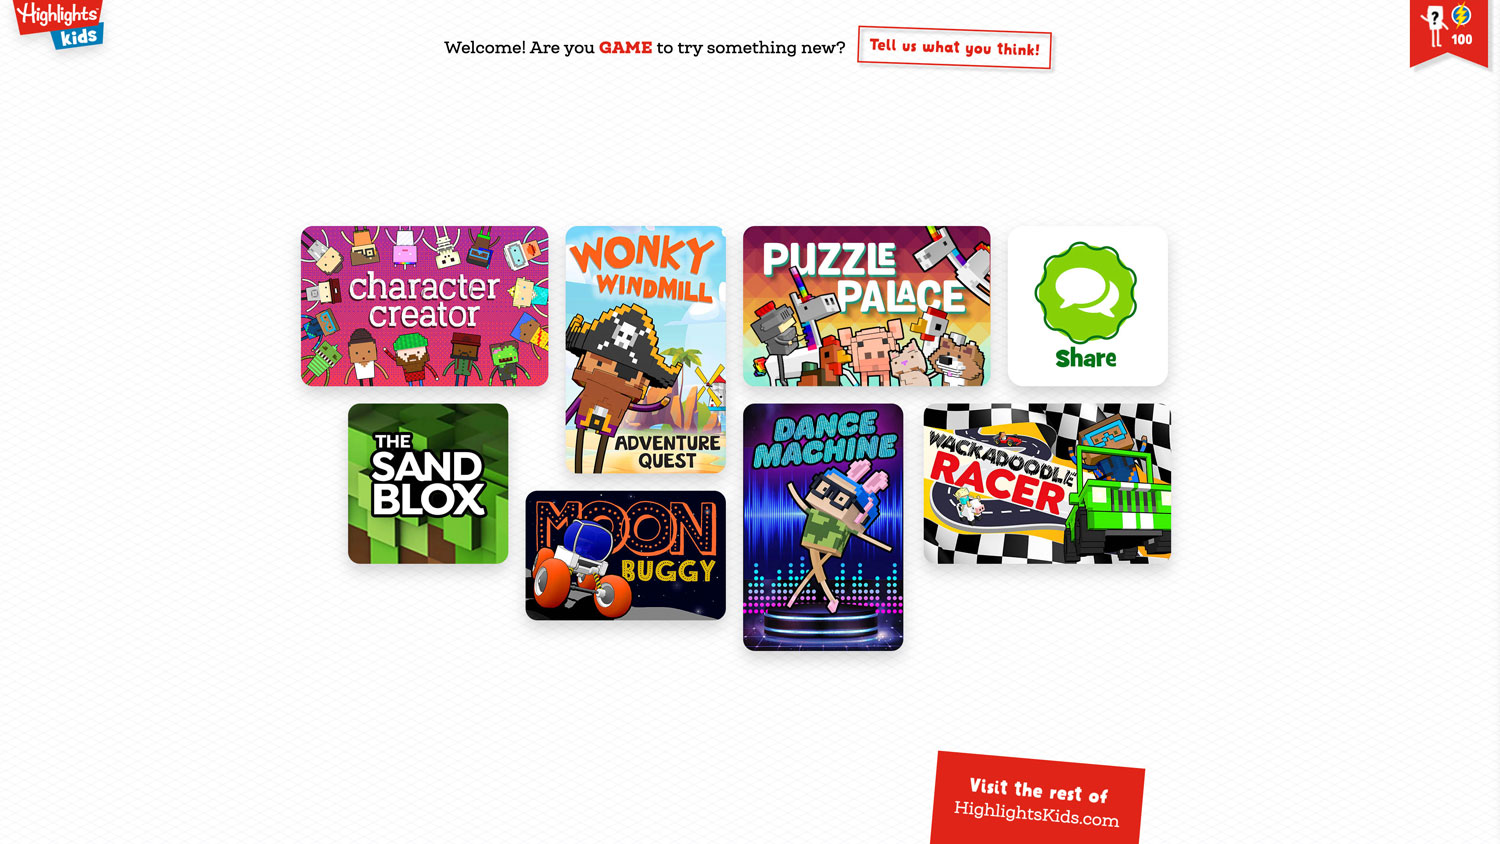 Highlights
kids
Welcome! Are you GAME to try something new?
Tell us what you think!
?
100
character
creator
WONKY
WINDMILL
ADVENTURE
QUEST
PUZZLE
PALACE
Share
THE
SAND
BLOX
MOON
BUGGY
DANCE
MACHINE
WACKADOODLE
RACER
Visit the rest of
HighlightsKids.com